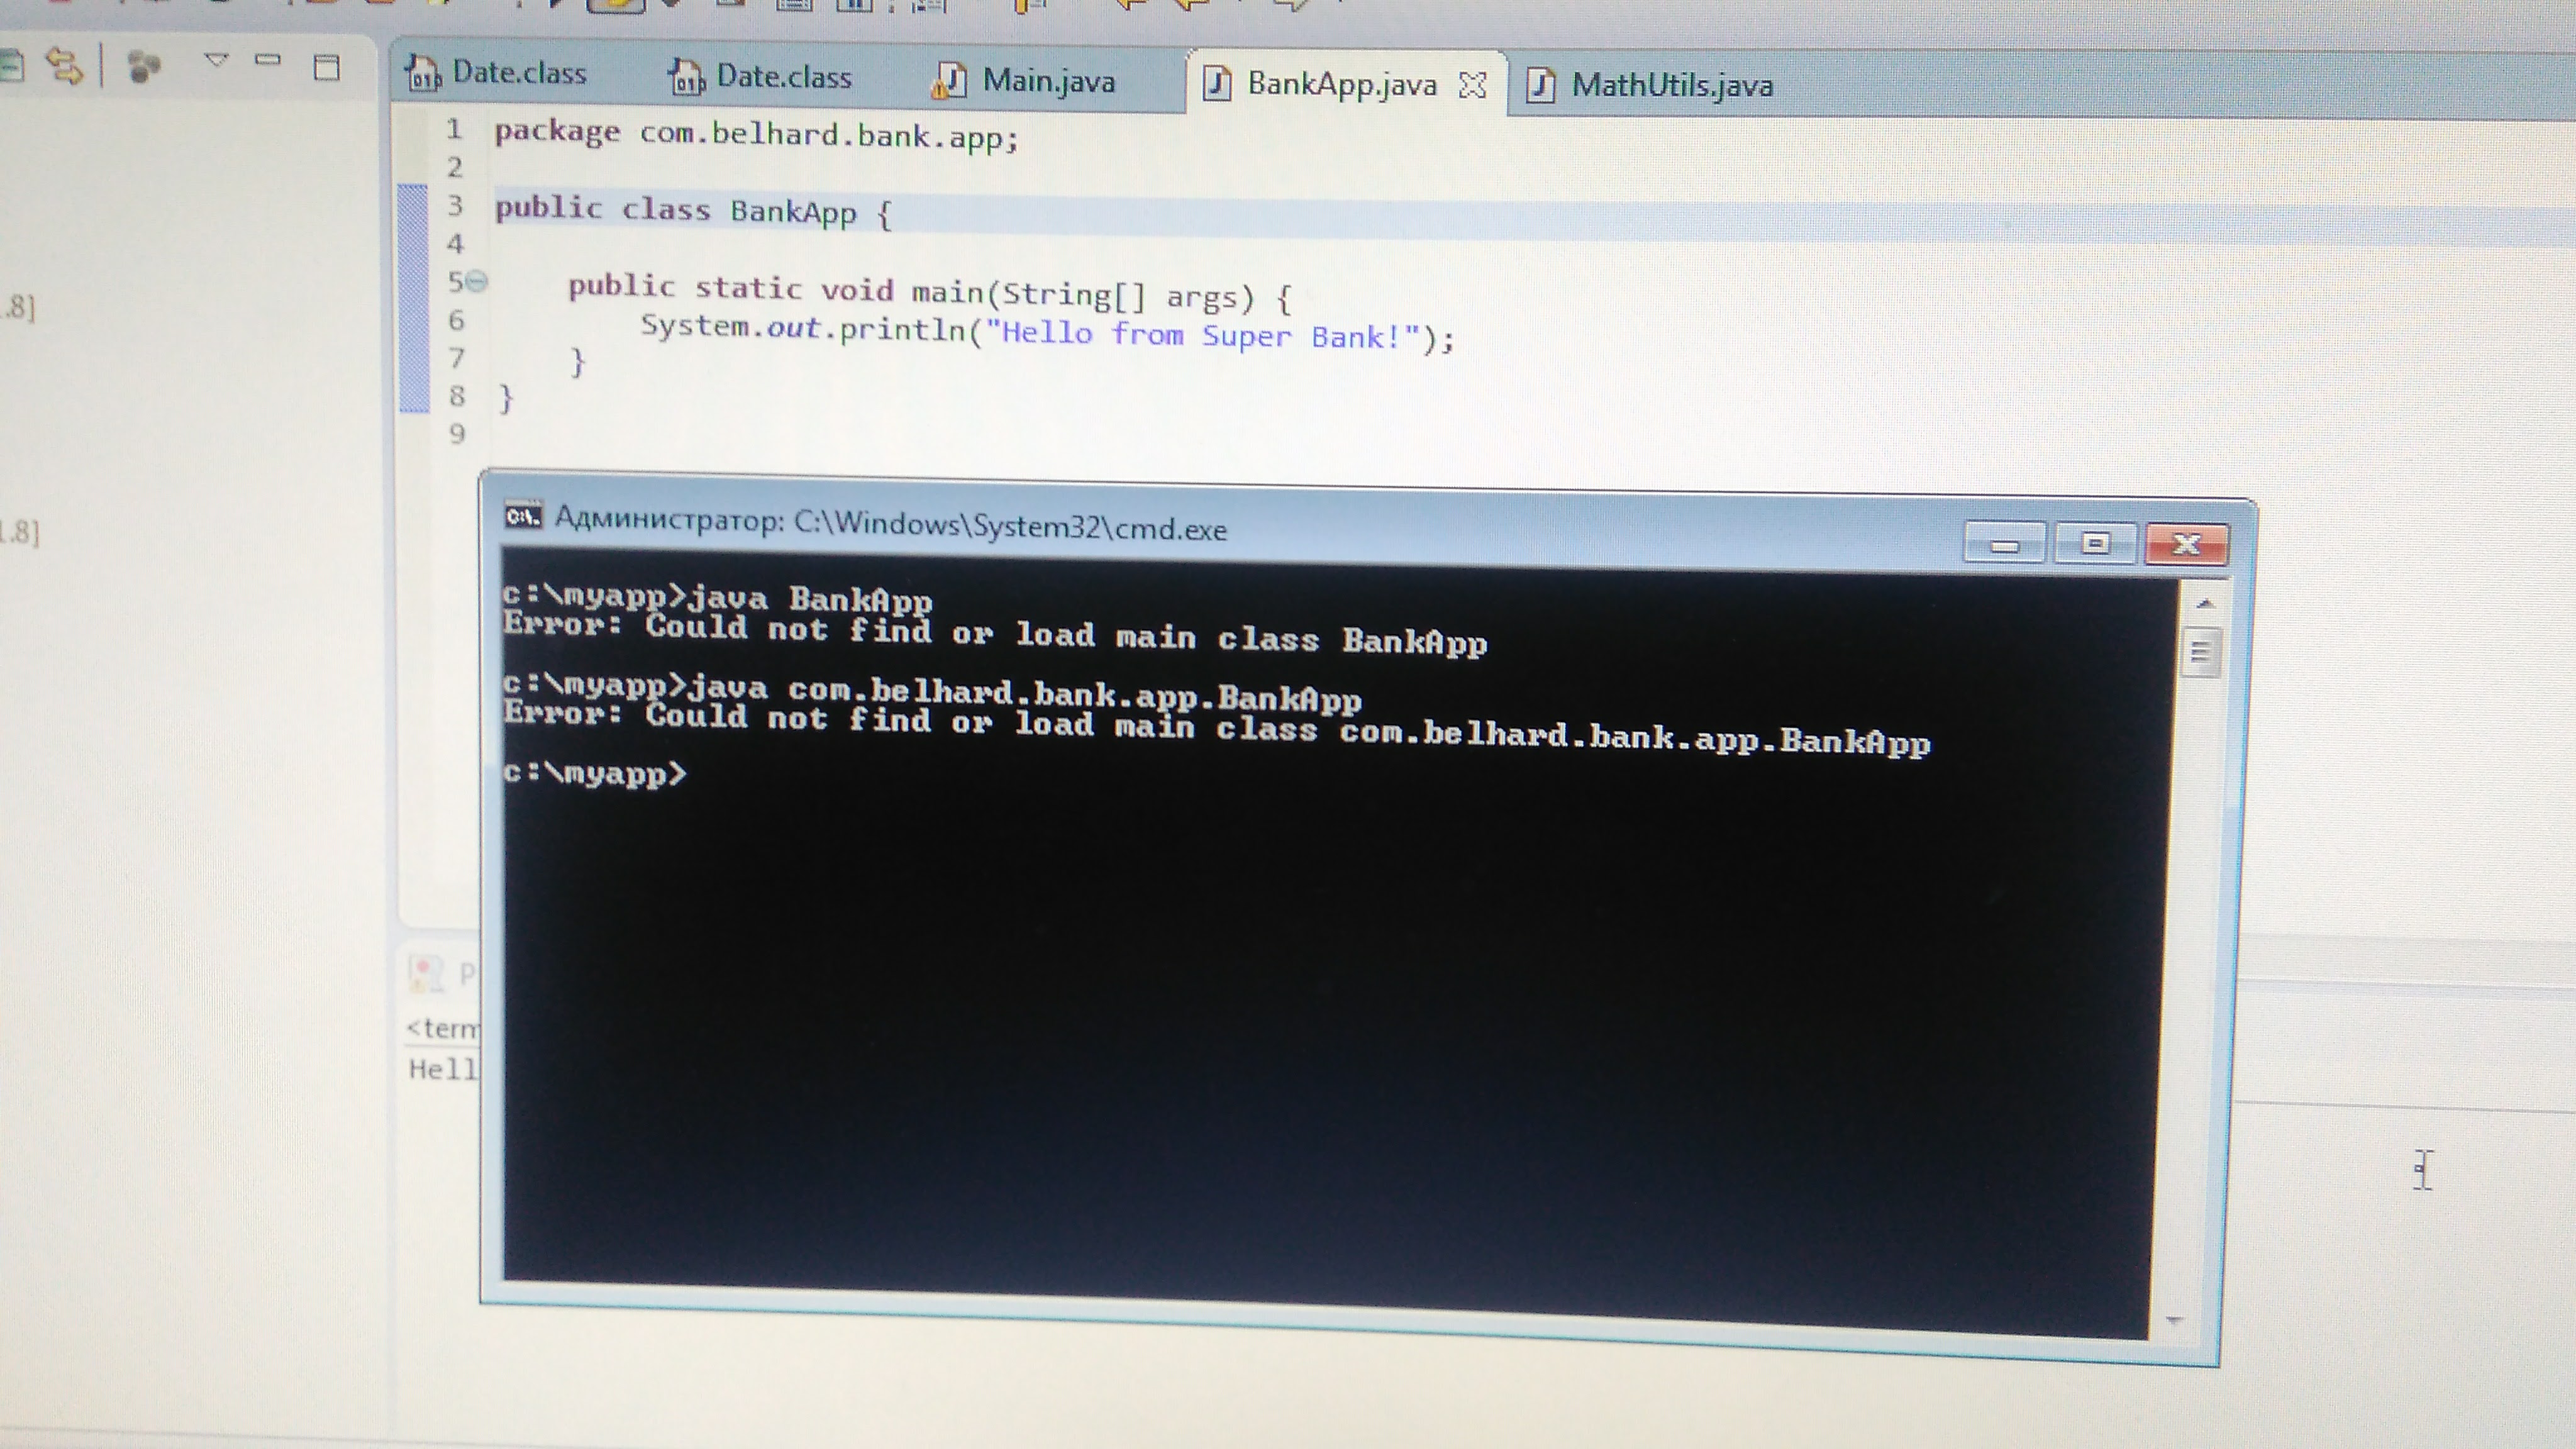 Date.class
Date.class
Main.java
BankApp.java
MathUtils.java
1 package com.belhard.bank.app;
2
3 public class BankApp {
4
5 public static void main(String[] args) {
6 System.out.println("Hello from Super Bank!");
7 }
8 }
9
.8]
1.8]
Администратор: C:\Windows\System32\cmd.exe
c:\myapp>java BankApp
Error: Could not find or load main class BankApp
c:\myapp>java com.belhard.bank.app.BankApp
Error: Could not find or load main class com.belhard.bank.app.BankApp
c:\myapp>
P
<term
Hell